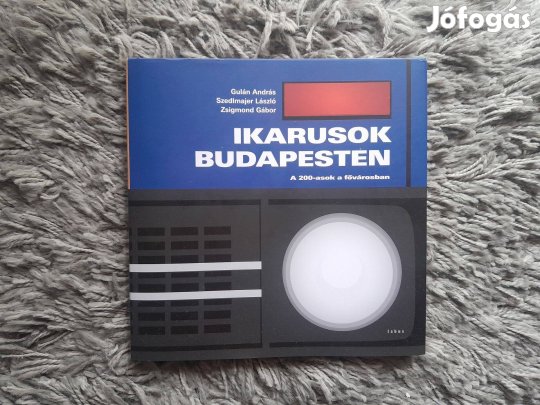 Jófogás
Gulán András
Szedlmajer László
Zsigmond Gábor
IKARUSOK
BUDAPESTEN
A 200-asok a fővárosban